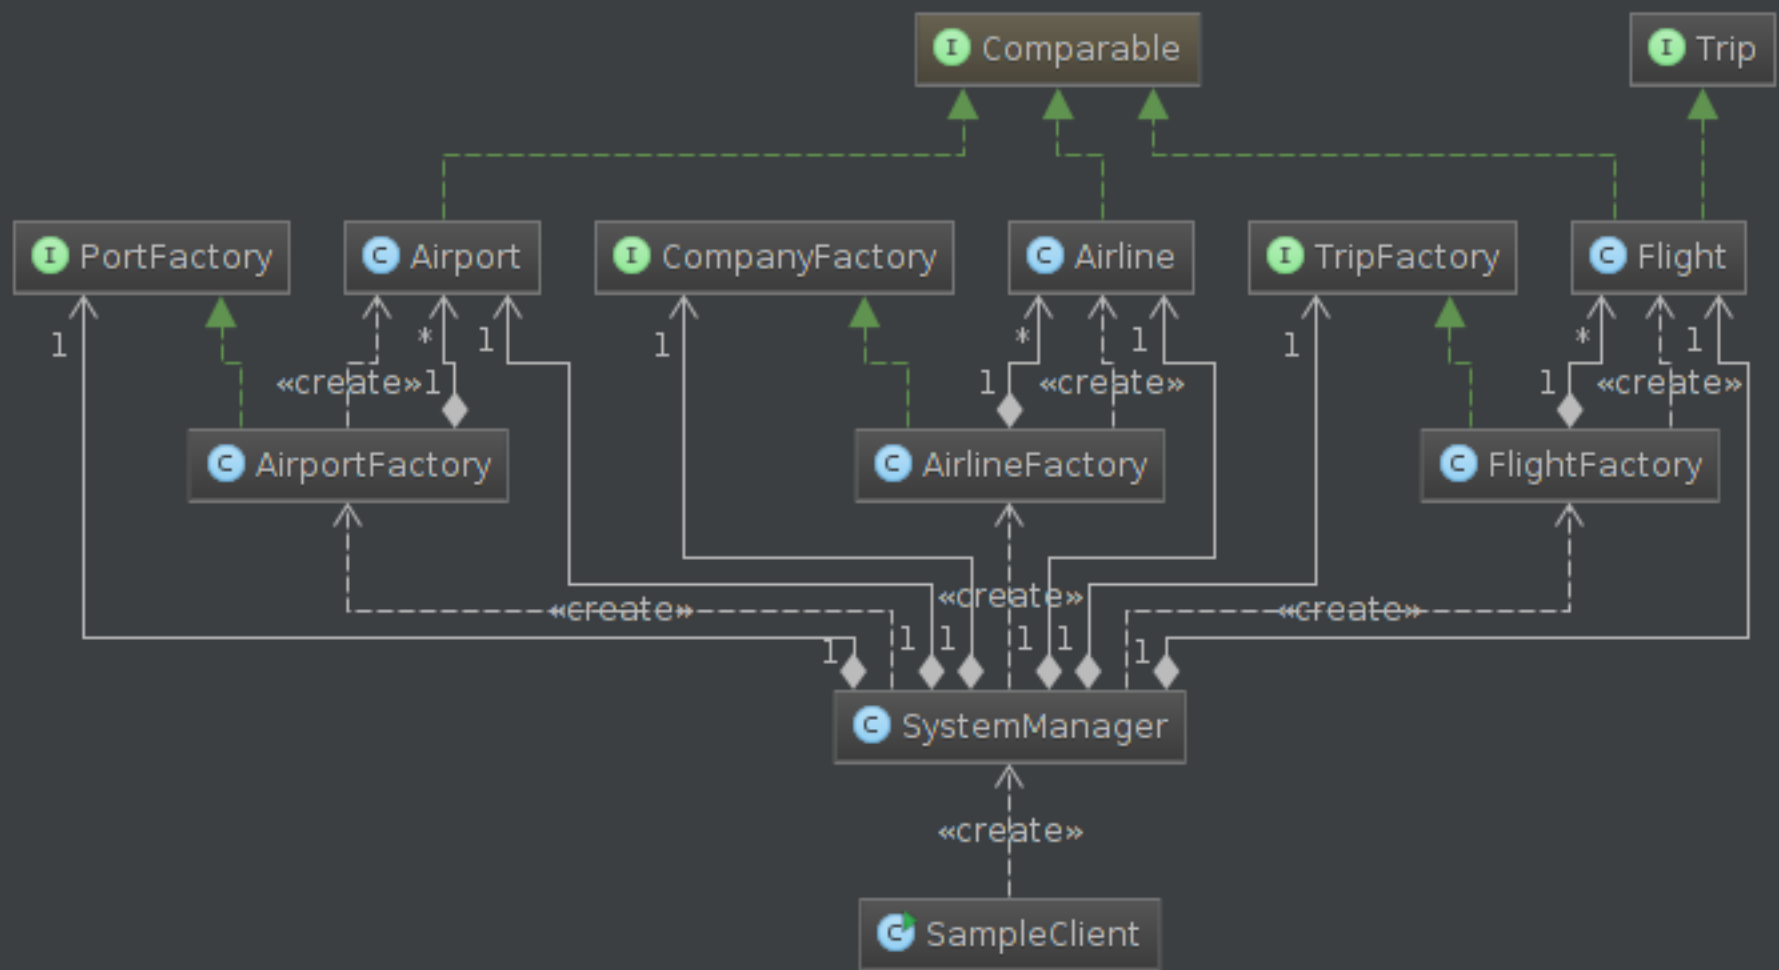 I Comparable
I Trip
I PortFactory
C Airport
I CompanyFactory
C Airline
I TripFactory
C Flight
1
*
1
1
*
1
1
*
1
«create»
1
1
«create»
1
«create»
C AirportFactory
C AirlineFactory
C FlightFactory
«create»
«create»
«create»
1
1
1
1
1
1
C SystemManager
«create»
C SampleClient